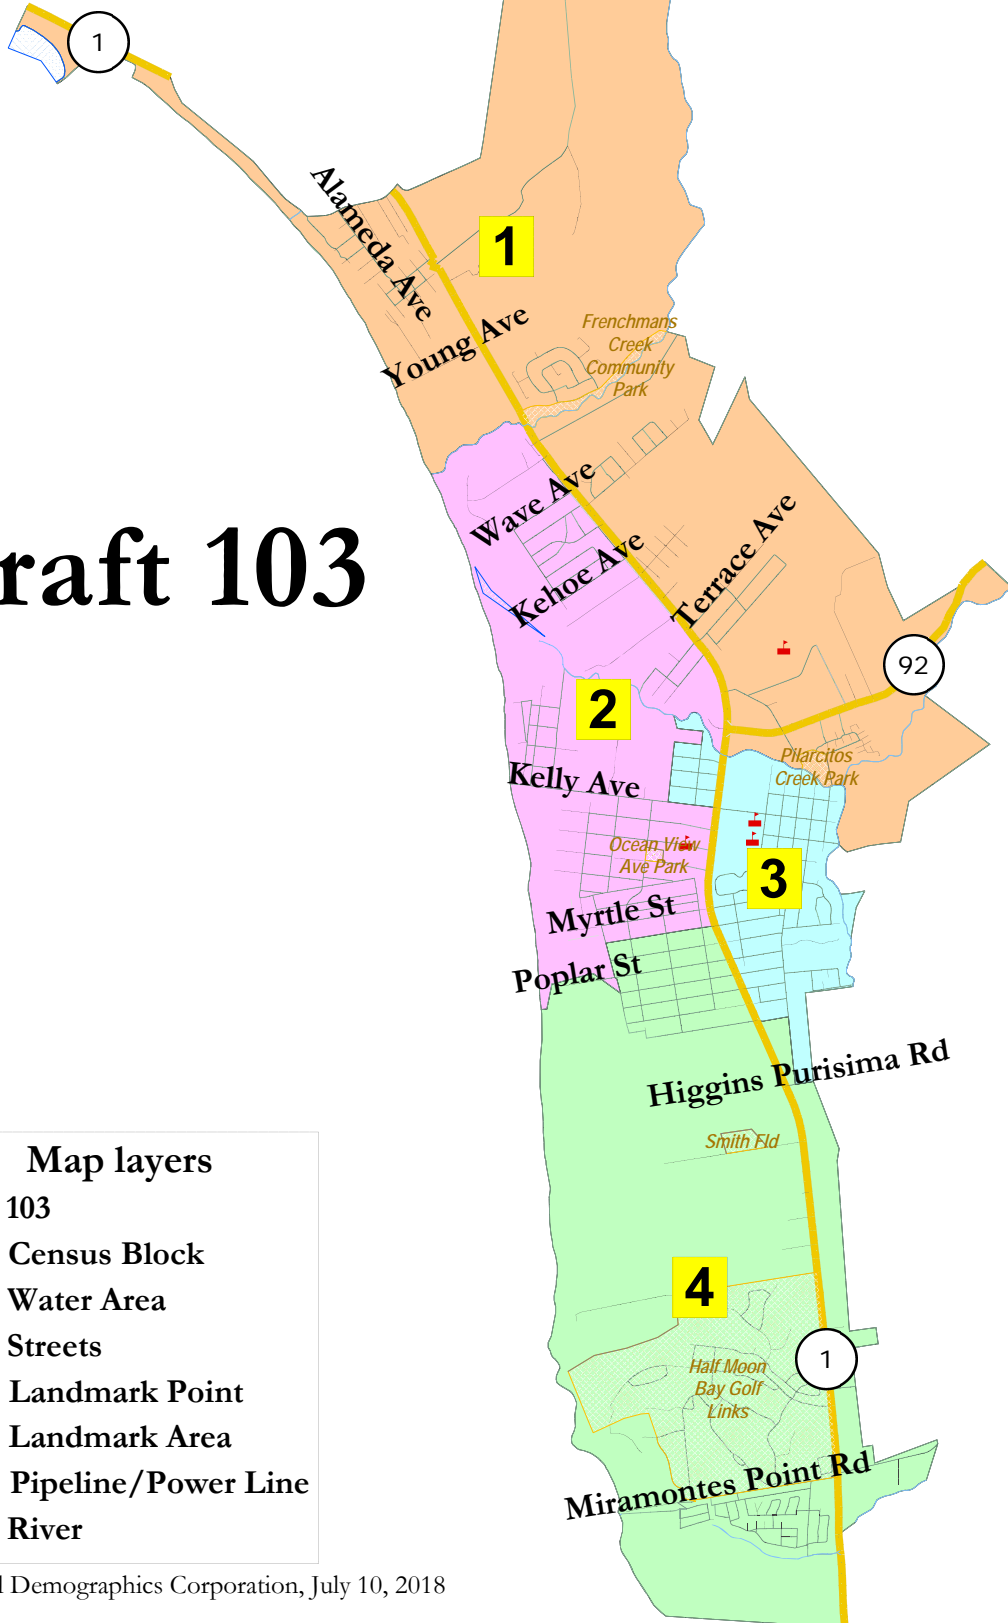 1
Alameda Ave
1
Young Ave
Frenchmans
Creek
Community
Park
Wave Ave
Kehoe Ave
Terrace Ave
raft 103
92
2
Pilarcitos
Creek Park
Kelly Ave
Ocean View
Ave Park
3
Myrtle St
Poplar St
Higgins Purisima Rd
Smith Fld
4
1
Half Moon
Bay Golf
Links
Miramontes Point Rd
Map layers
103
Census Block
Water Area
Streets
Landmark Point
Landmark Area
Pipeline/Power Line
River
l Demographics Corporation, July 10, 2018